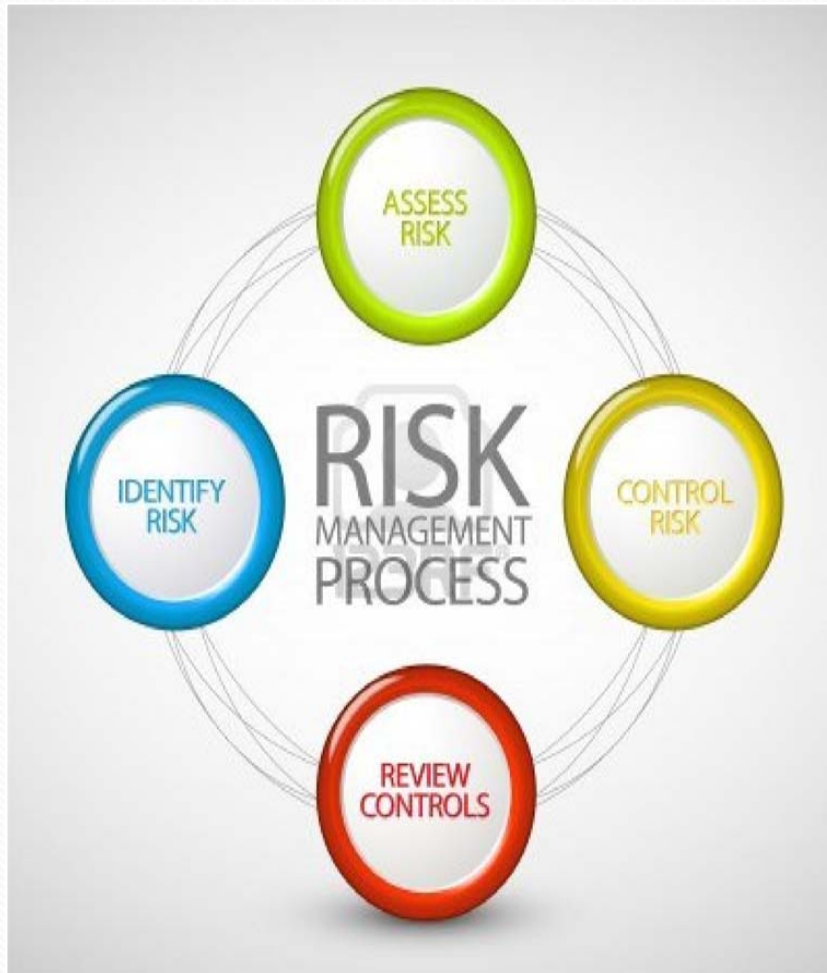 ASSESS
RISK
IDENTIFY
RISK
RISK
MANAGEMENT
PROCESS
CONTROL
RISK
REVIEW
CONTROLS